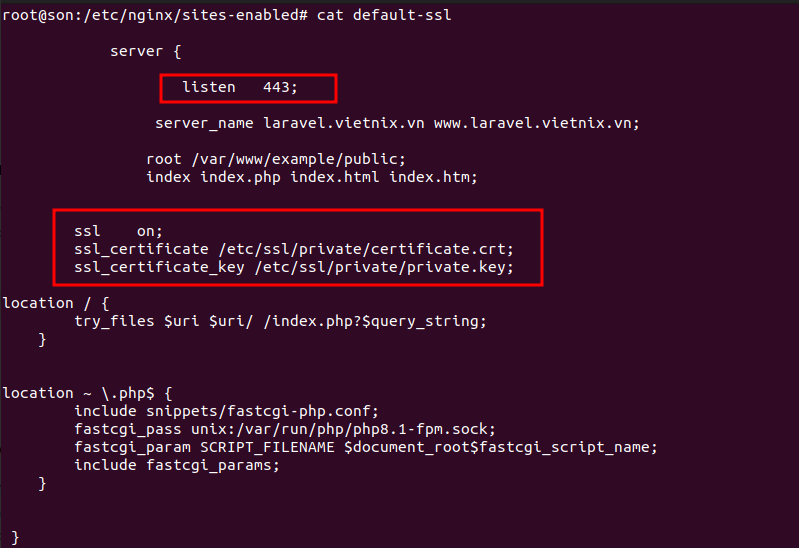 root@son:/etc/nginx/sites-enabled# cat default-ssl
server {
listen   443;
server_name laravel.vietnix.vn www.laravel.vietnix.vn;
root /var/www/example/public;
index index.php index.html index.htm;
ssl    on;
ssl_certificate /etc/ssl/private/certificate.crt;
ssl_certificate_key /etc/ssl/private/private.key;
location / {
try_files $uri $uri/ /index.php?$query_string;
}
location ~ \.php$ {
include snippets/fastcgi-php.conf;
fastcgi_pass unix:/var/run/php/php8.1-fpm.sock;
fastcgi_param SCRIPT_FILENAME $document_root$fastcgi_script_name;
include fastcgi_params;
}
}